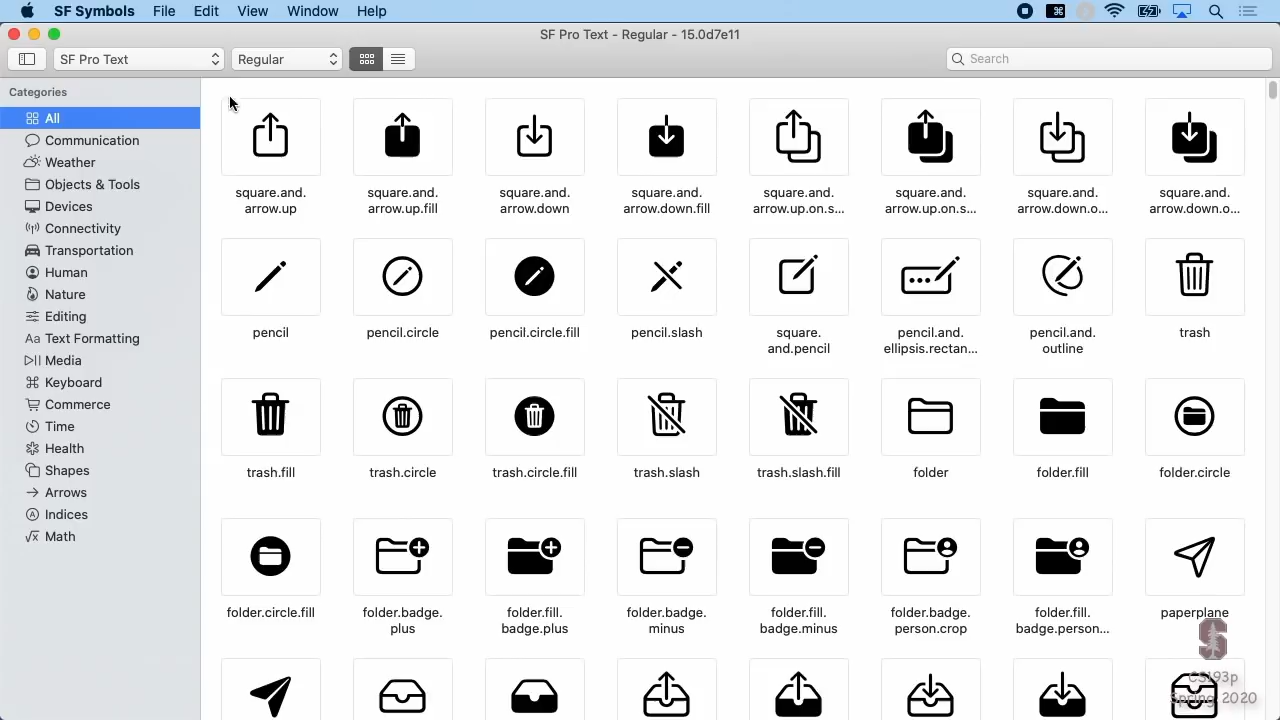 SF Symbols File Edit View Window Help
SF Pro Text - Regular - 15.0d7e11
SF Pro Text Regular Search
Categories
All
Communication
Weather
Objects & Tools
Devices
Connectivity
Transportation
Human
Nature
Editing
Aa Text Formatting
Media
Keyboard
Commerce
Time
Health
Shapes
Arrows
Indices
Math
square.and.
arrow.up
square.and.
arrow.up.fill
square.and.
arrow.down
square.and.
arrow.down.fill
square.and.
arrow.up.on.s...
square.and.
arrow.up.on.s...
square.and.
arrow.down.o...
square.and.
arrow.down.o...
pencil
pencil.circle
pencil.circle.fill
pencil.slash
square.
and.pencil
pencil.and.
ellipsis.rectan...
pencil.and.
outline
trash
trash.fill
trash.circle
trash.circle.fill
trash.slash
trash.slash.fill
folder
folder.fill
folder.circle
folder.circle.fill
folder.badge.
plus
folder.fill.
badge.plus
folder.badge.
minus
folder.fill.
badge.minus
folder.badge.
person.crop
folder.fill.
badge.person...
paperplane
S
CS193p
Spring 2020